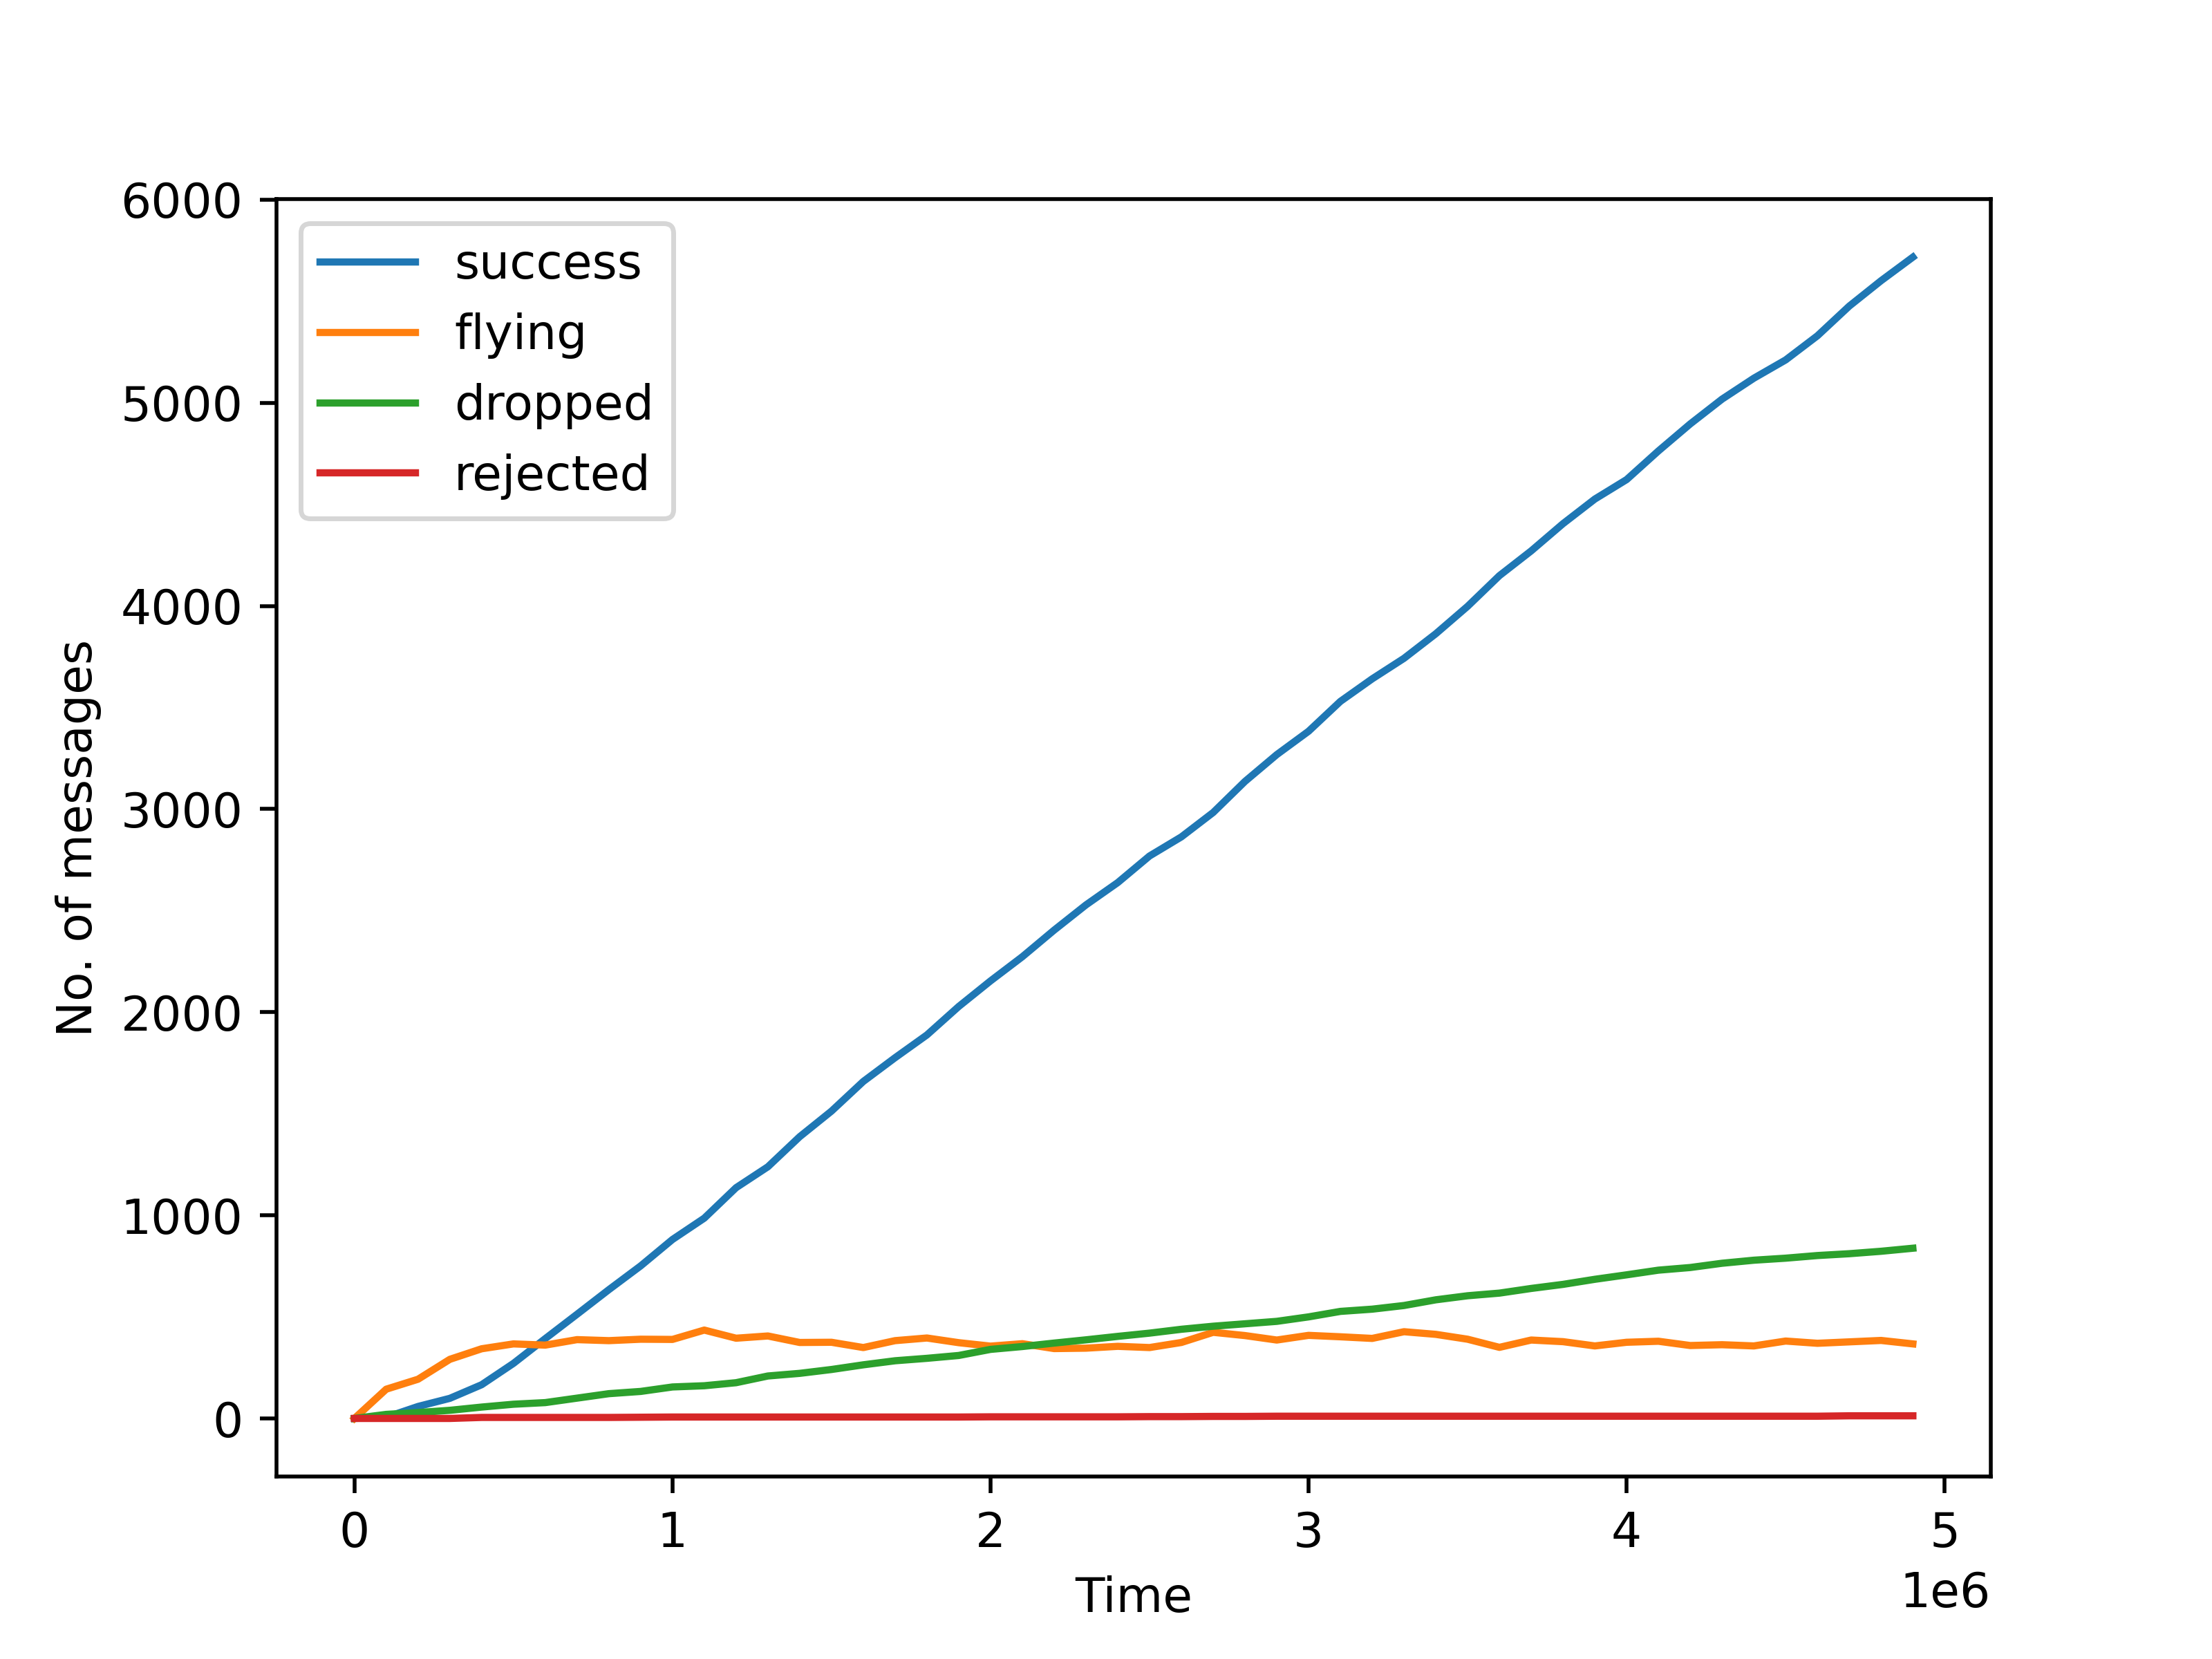 6000
5000
4000
3000
2000
1000
0
No. of messages
success
flying
dropped
rejected
0 1 2 3 4 5
1e6
Time